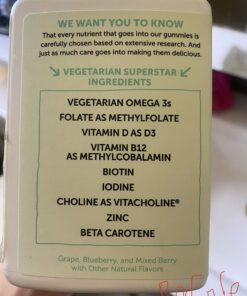 WE WANT YOU TO KNOW
That every nutrient that goes into our gummies is
carefully chosen based on extensive research. And
just as much care goes into making them delicious.
VEGETARIAN SUPERSTAR
INGREDIENTS
VEGETARIAN OMEGA 3s
FOLATE AS METHYLFOLATE
VITAMIN D AS D3
VITAMIN B12
AS METHYLCOBALAMIN
BIOTIN
IODINE
CHOLINE AS VITACHOLINE®
ZINC
BETA CAROTENE
Grape, Blueberry, and Mixed Berry
with Other Natural Flavors